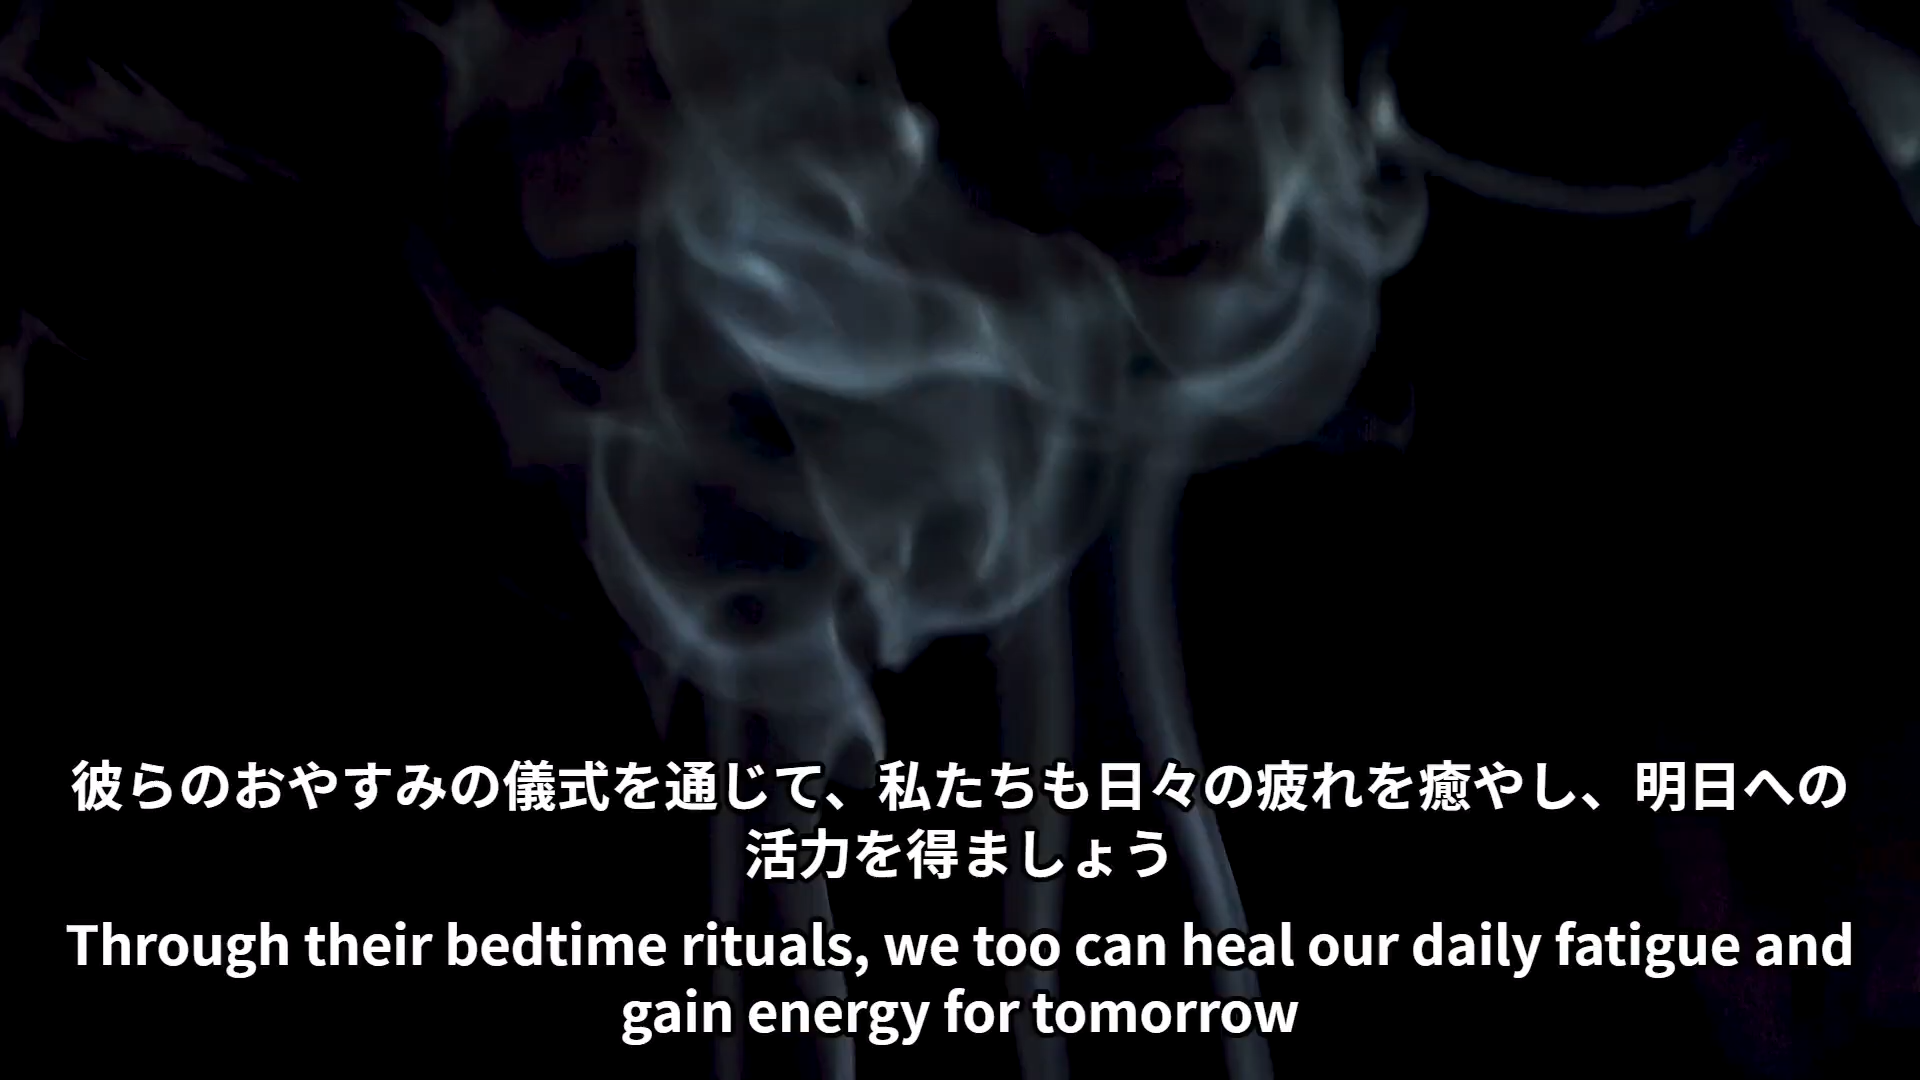 彼らのおやすみの儀式を通じて、私たちも日々の疲れを癒やし、明日への
活力を得ましょう
Through their bedtime rituals, we too can heal our daily fatigue and
gain energy for tomorrow